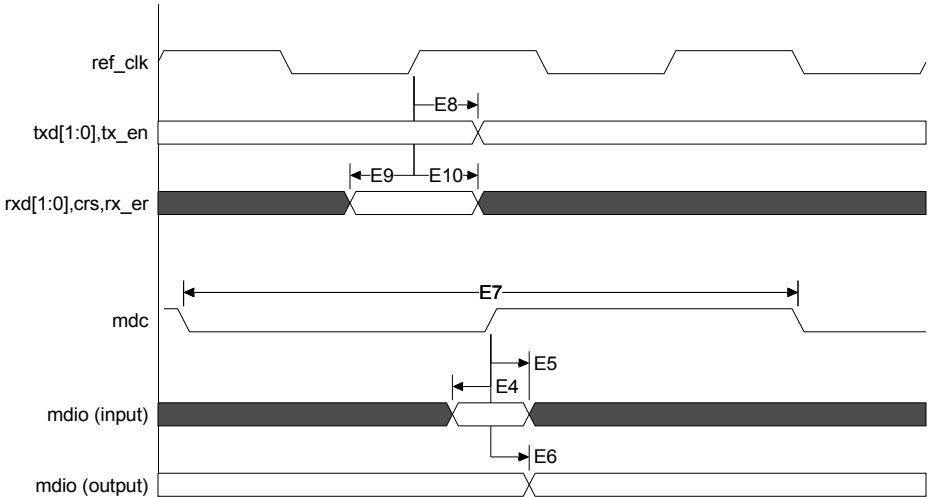 ref_clk
E8
txd[1:0],tx_en
E9
E10
rxd[1:0],crs,rx_er
E7
mdc
E5
E4
mdio (input)
E6
mdio (output)